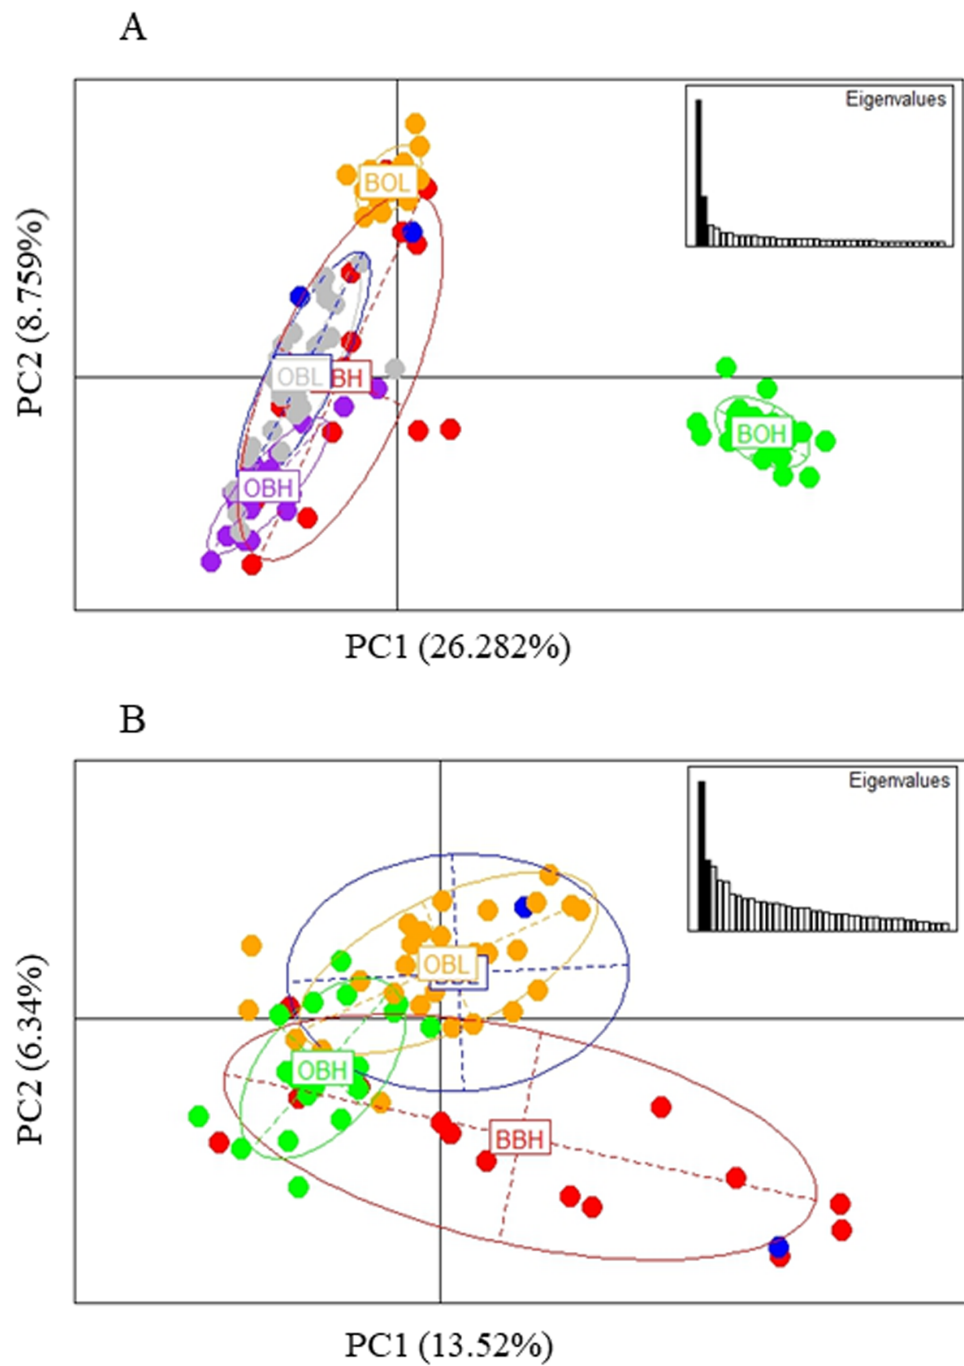 A
Eigenvalues
BOL
OBL
BH
BOH
OBH
PC2 (8.759%)
PC1 (26.282%)
B
Eigenvalues
OBL
OBH
BBH
PC2 (6.34%)
PC1 (13.52%)